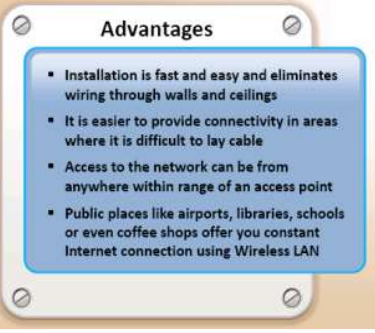 Advantages
▪ Installation is fast and easy and eliminates
wiring through walls and ceilings
▪ It is easier to provide connectivity in areas
where it is difficult to lay cable
▪ Access to the network can be from
anywhere within range of an access point
▪ Public places like airports, libraries, schools
or even coffee shops offer you constant
Internet connection using Wireless LAN